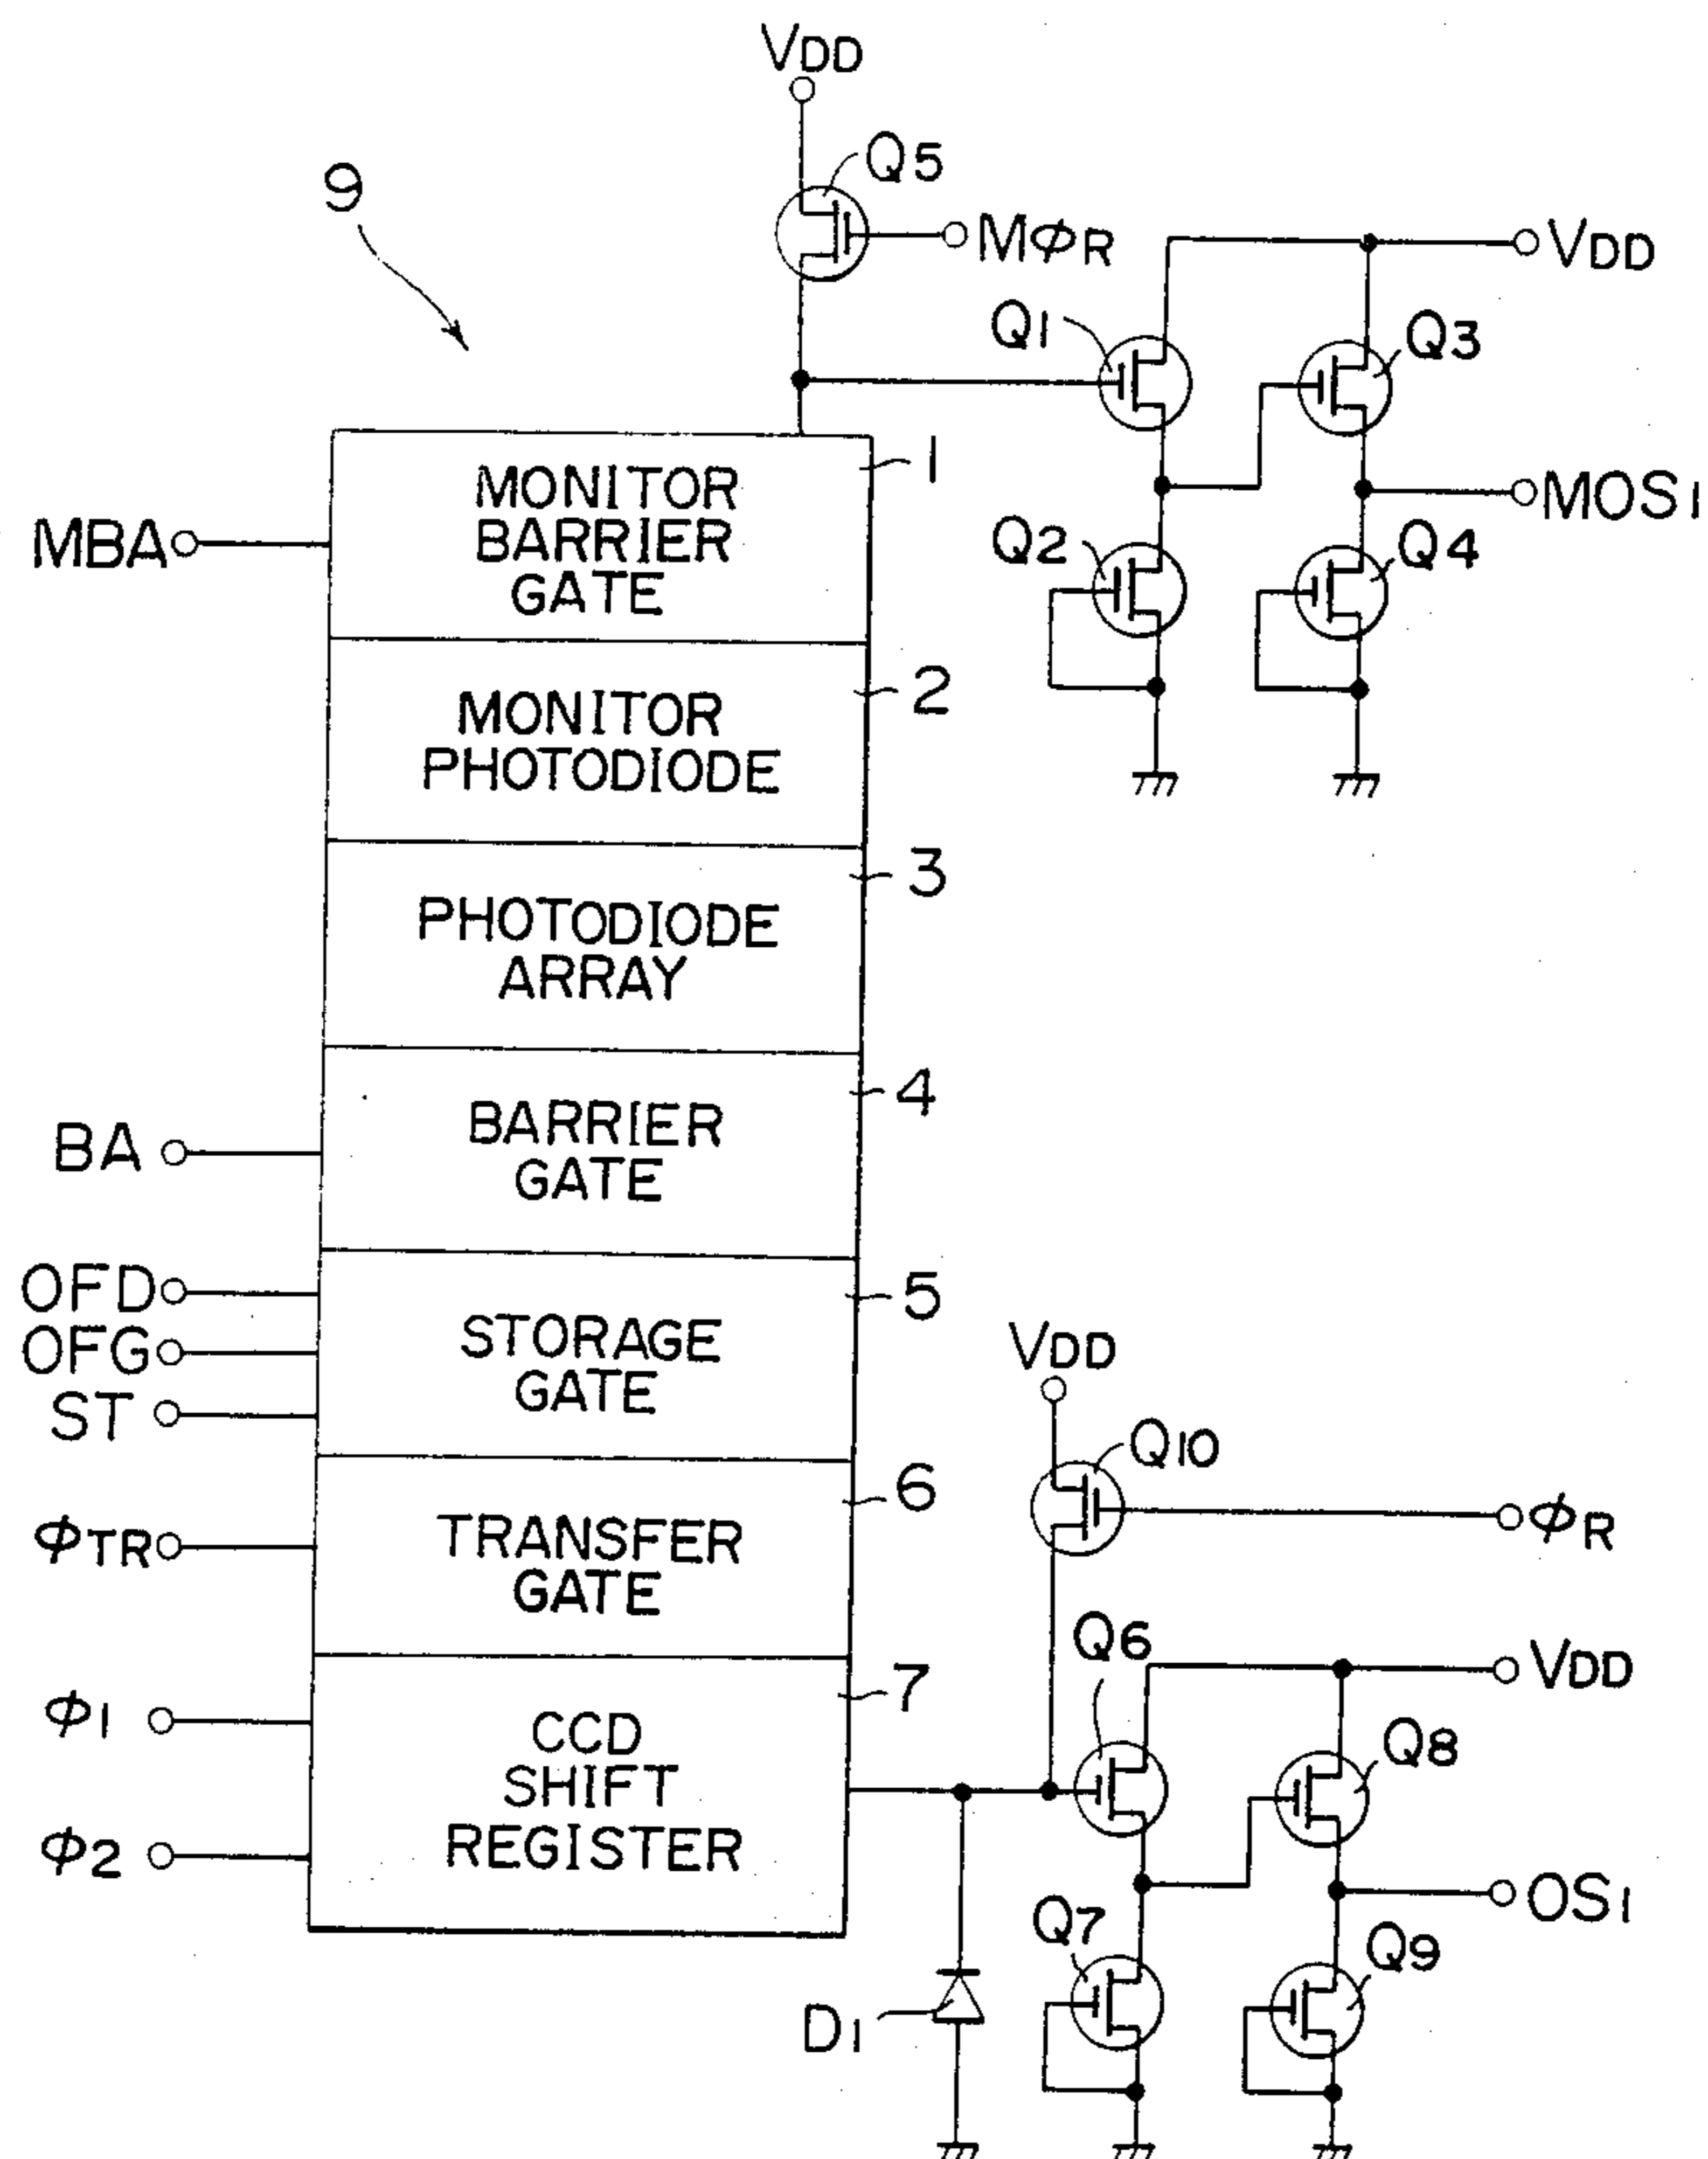 VDD
Q5
9
MϕR
VDD
Q1
Q3
MONITOR
BARRIER
GATE
1
MBA
MOS1
Q2
Q4
MONITOR
PHOTODIODE
2
PHOTODIODE
ARRAY
3
BARRIER
GATE
4
BA
OFD
OFG
ST
STORAGE
GATE
5
VDD
Q10
ϕTR
TRANSFER
GATE
6
ϕR
Q6
VDD
ϕ1
ϕ2
CCD
SHIFT
REGISTER
7
Q8
Q7
OS1
Q9
D1